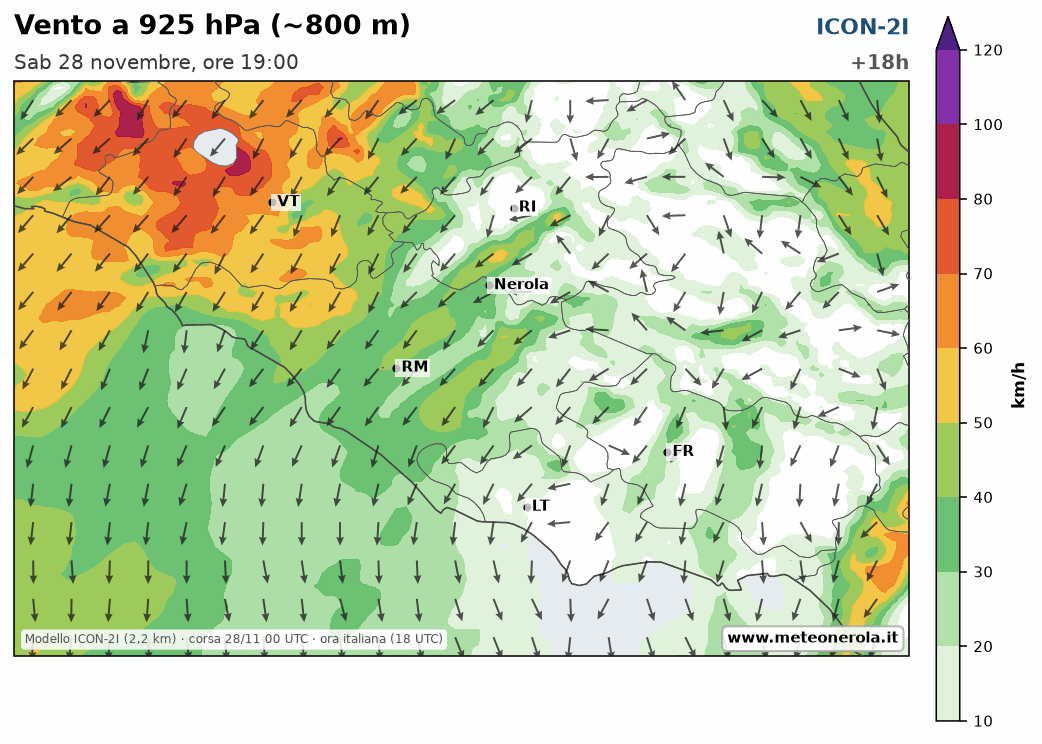 Vento a 925 hPa (~800 m)
ICON-2I
Sab 28 novembre, ore 19:00
+18h
120
100
80
70
60
50
40
30
20
10
km/h
VT
RI
Nerola
RM
FR
LT
Modello ICON-2I (2,2 km) · corsa 28/11 00 UTC · ora italiana (18 UTC)
www.meteonerola.it